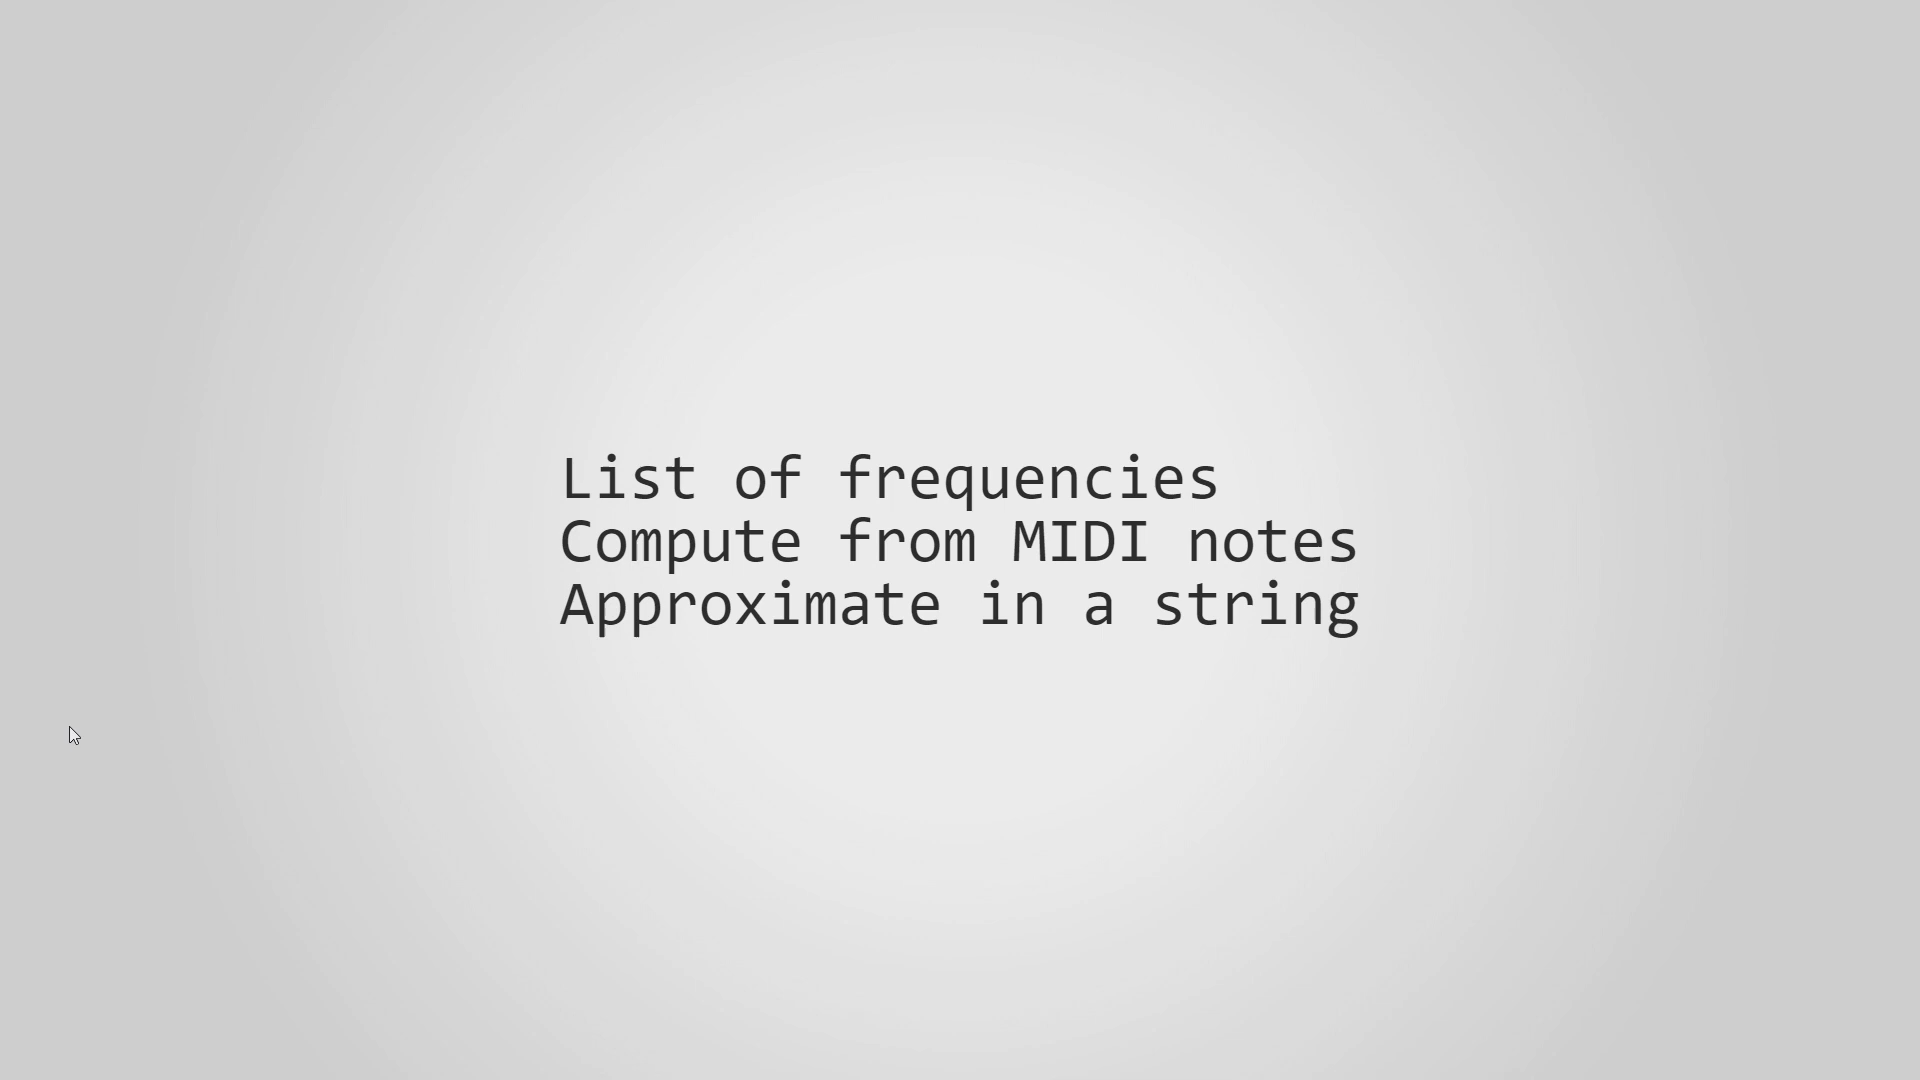 List of frequencies
Compute from MIDI notes
Approximate in a string